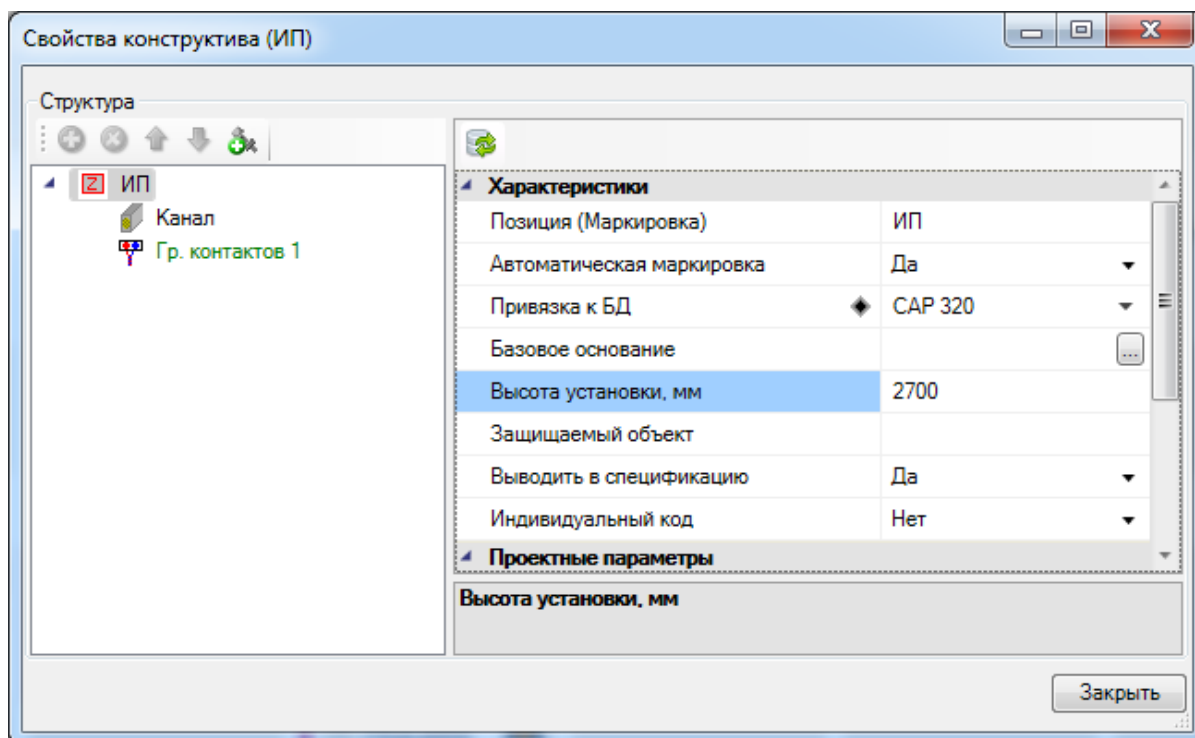 Свойства конструктива (ИП)
Структура
ИП
Канал
Гр. контактов 1
Характеристики
Позиция (Маркировка) ИП
Автоматическая маркировка Да
Привязка к БД CAP 320
Базовое основание ...
Высота установки, мм 2700
Защищаемый объект
Выводить в спецификацию Да
Индивидуальный код Нет
Проектные параметры
Высота установки, мм
Закрыть